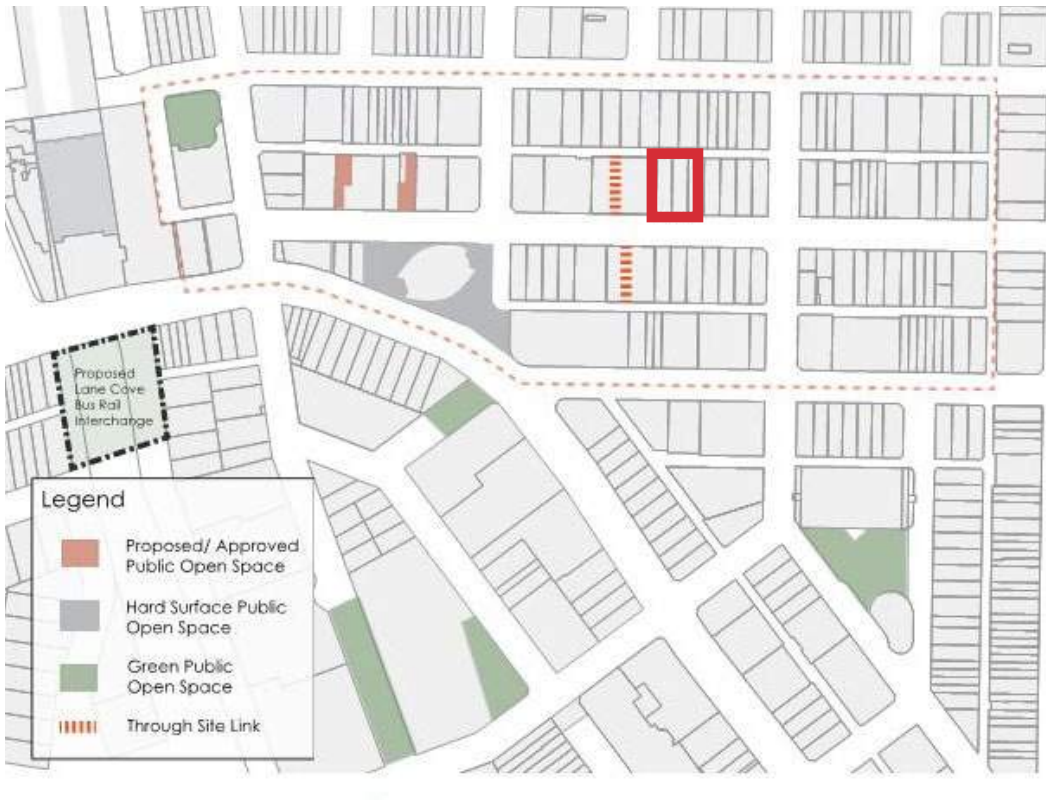 Proposed
Lane Cove
Bus Rail
Interchange
Legend
Proposed/ Approved
Public Open Space
Hard Surface Public
Open Space
Green Public
Open Space
Through Site Link